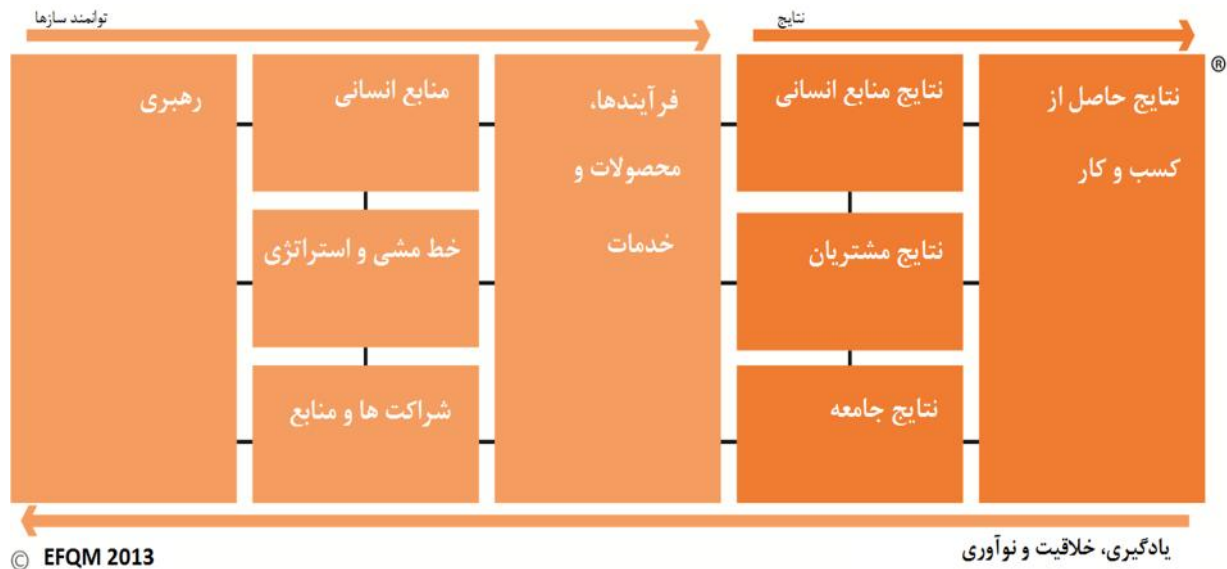 توانمند سازها
نتایج
رهبری
منابع انسانی
خط مشی و استراتژی
شراکت ها و منابع
فرآیندها،
محصولات و
خدمات
نتایج منابع انسانی
نتایج مشتریان
نتایج جامعه
نتایج حاصل از
کسب و کار
®
یادگیری، خلاقیت و نوآوری
© EFQM 2013